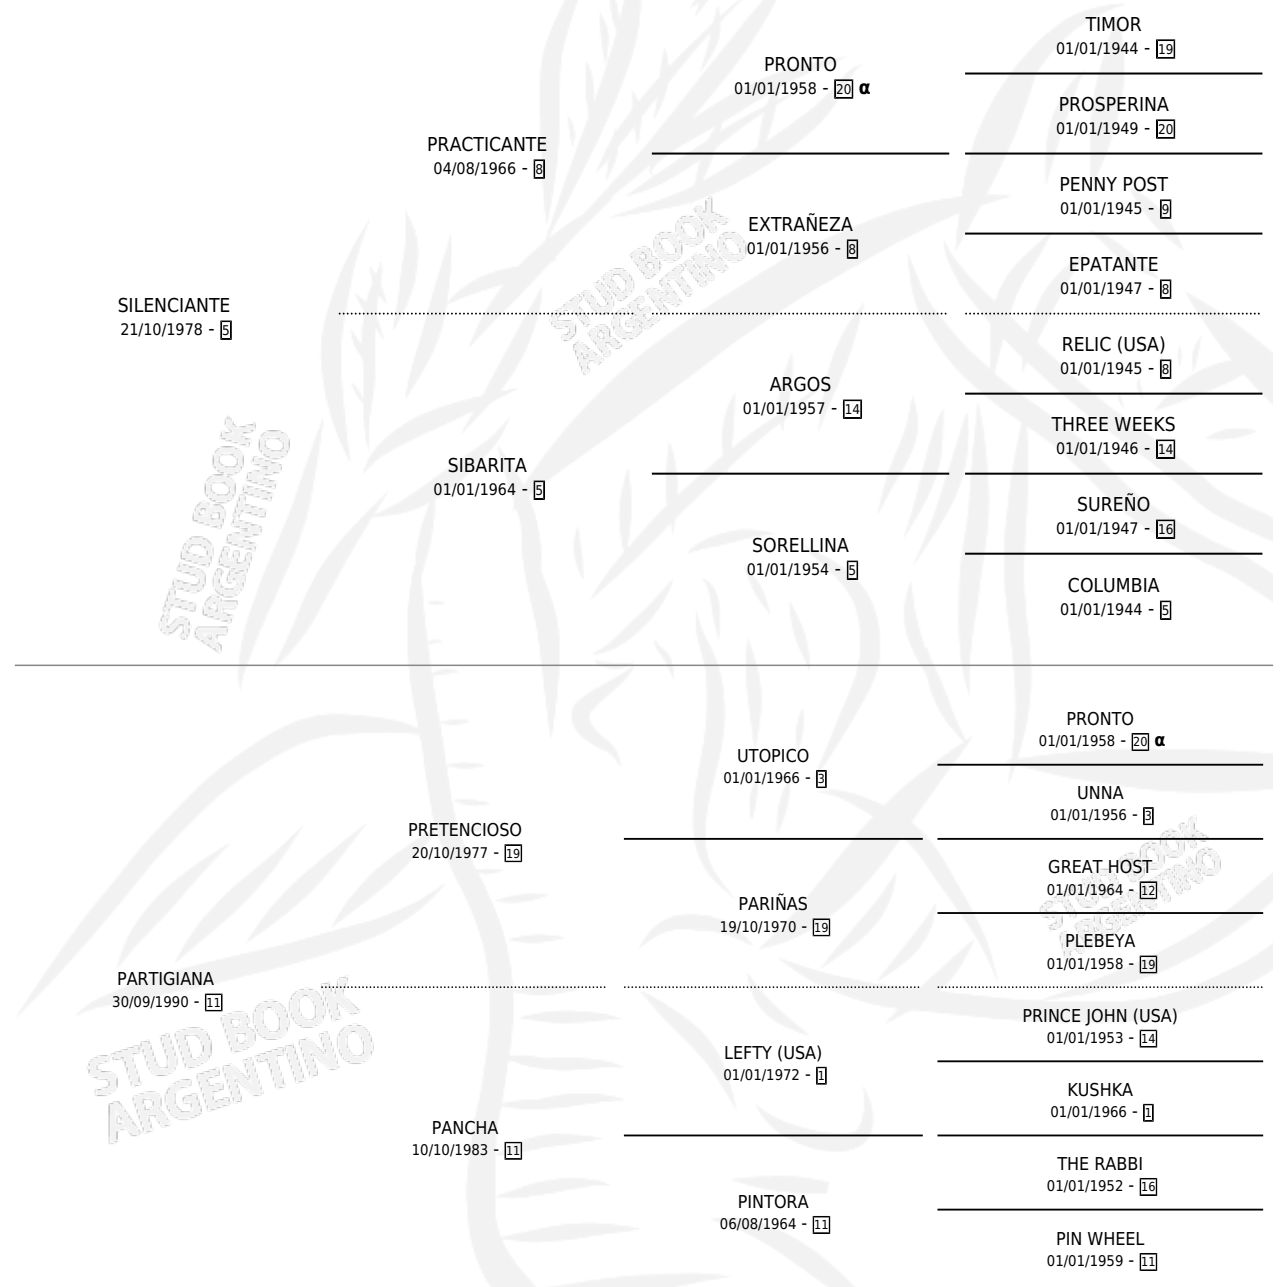 SILENCIANTE
21/10/1978 - 5
PRACTICANTE
04/08/1966 - 8
SIBARITA
01/01/1964 - 5
PRONTO
01/01/1958 - 20 α
EXTRAÑEZA
01/01/1956 - 8
ARGOS
01/01/1957 - 14
SORELLINA
01/01/1954 - 5
TIMOR
01/01/1944 - 19
PROSPERINA
01/01/1949 - 20
PENNY POST
01/01/1945 - 9
EPATANTE
01/01/1947 - 8
RELIC (USA)
01/01/1945 - 8
THREE WEEKS
01/01/1946 - 14
SUREÑO
01/01/1947 - 16
COLUMBIA
01/01/1944 - 5
PARTIGIANA
30/09/1990 - 11
PRETENCIOSO
20/10/1977 - 19
PANCHA
10/10/1983 - 11
UTOPICO
01/01/1966 - 3
PARIÑAS
19/10/1970 - 19
LEFTY (USA)
01/01/1972 - 1
PINTORA
06/08/1964 - 11
PRONTO
01/01/1958 - 20 α
UNNA
01/01/1956 - 3
GREAT HOST
01/01/1964 - 12
PLEBEYA
01/01/1958 - 19
PRINCE JOHN (USA)
01/01/1953 - 14
KUSHKA
01/01/1966 - 1
THE RABBI
01/01/1952 - 16
PIN WHEEL
01/01/1959 - 11
STUD BOOK
ARGENTINO
STUD BOOK
ARGENTINO
STUD BOOK
ARGENTINO
STUD BOOK
ARGENTINO